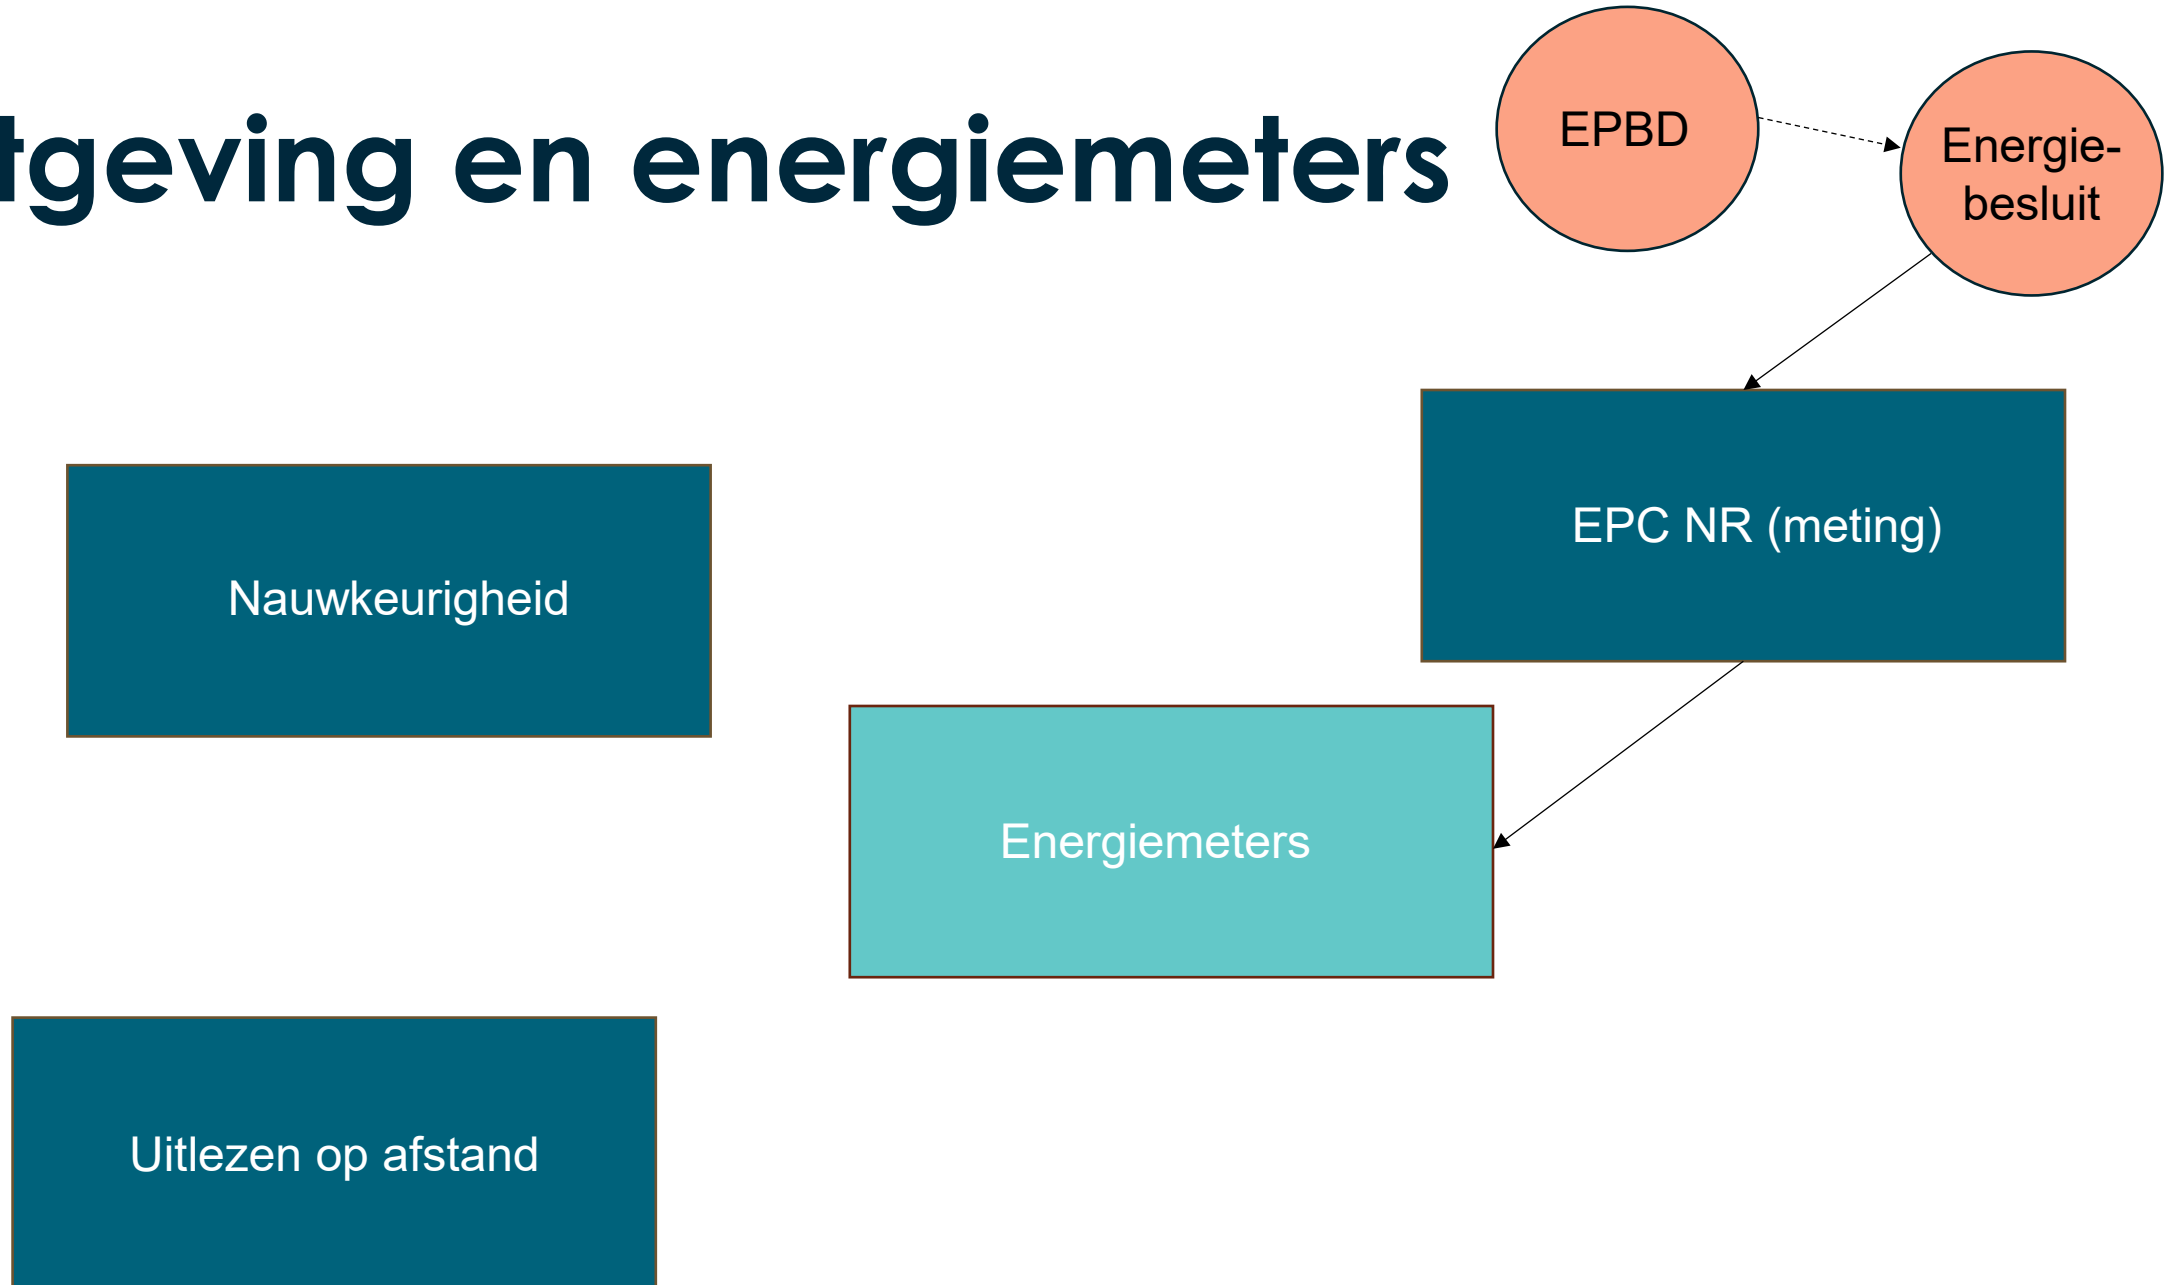 tgeving en energiemeters
EPBD
Energie-
besluit
EPC NR (meting)
Nauwkeurigheid
Energiemeters
Uitlezen op afstand